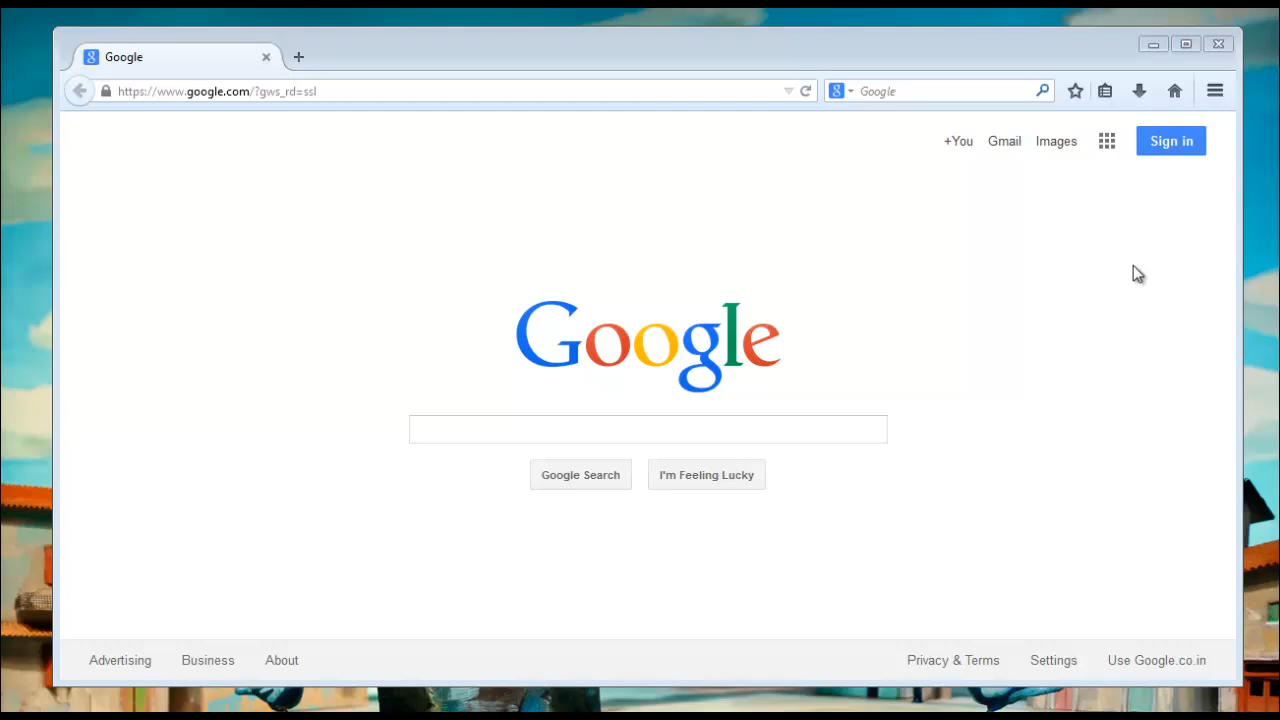 Google
https://www.google.com/?gws_rd=ssl
8 Google
+You Gmail Images
Sign in
Google
Google Search I'm Feeling Lucky
Advertising Business About
Privacy & Terms Settings Use Google.co.in